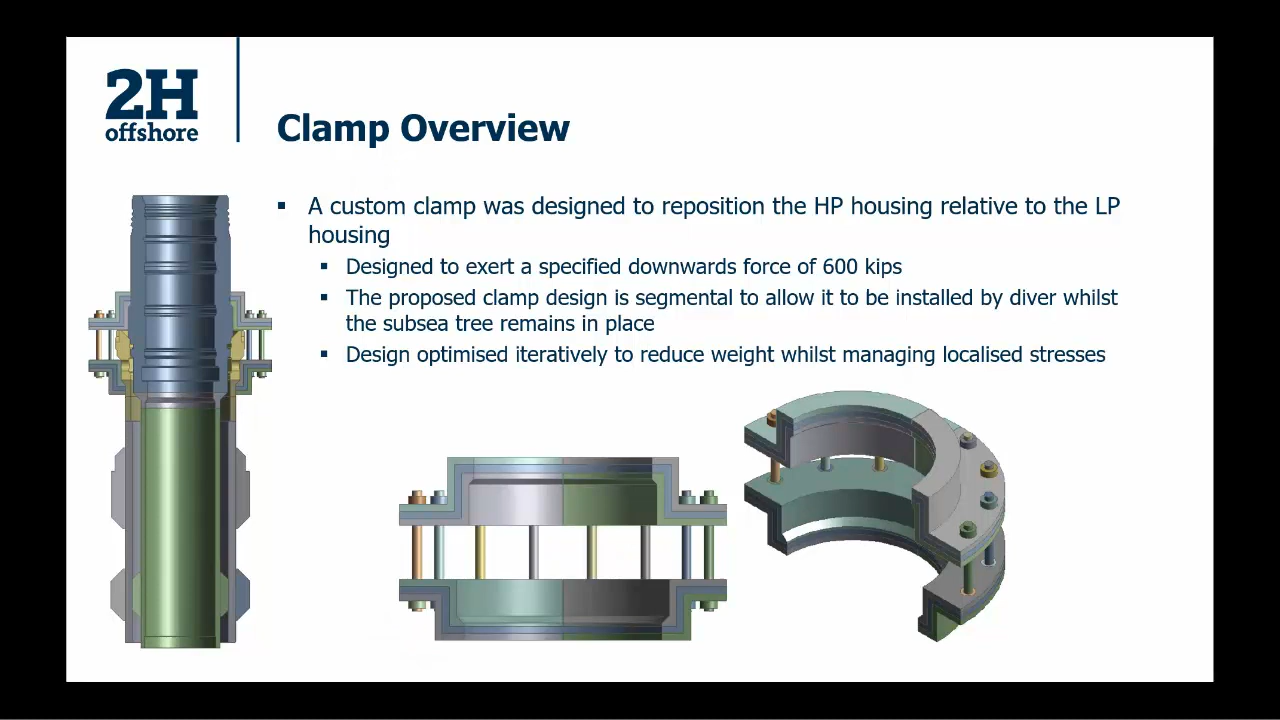 2H
offshore
Clamp Overview
▪ A custom clamp was designed to reposition the HP housing relative to the LP
housing
▪ Designed to exert a specified downwards force of 600 kips
▪ The proposed clamp design is segmental to allow it to be installed by diver whilst
the subsea tree remains in place
▪ Design optimised iteratively to reduce weight whilst managing localised stresses